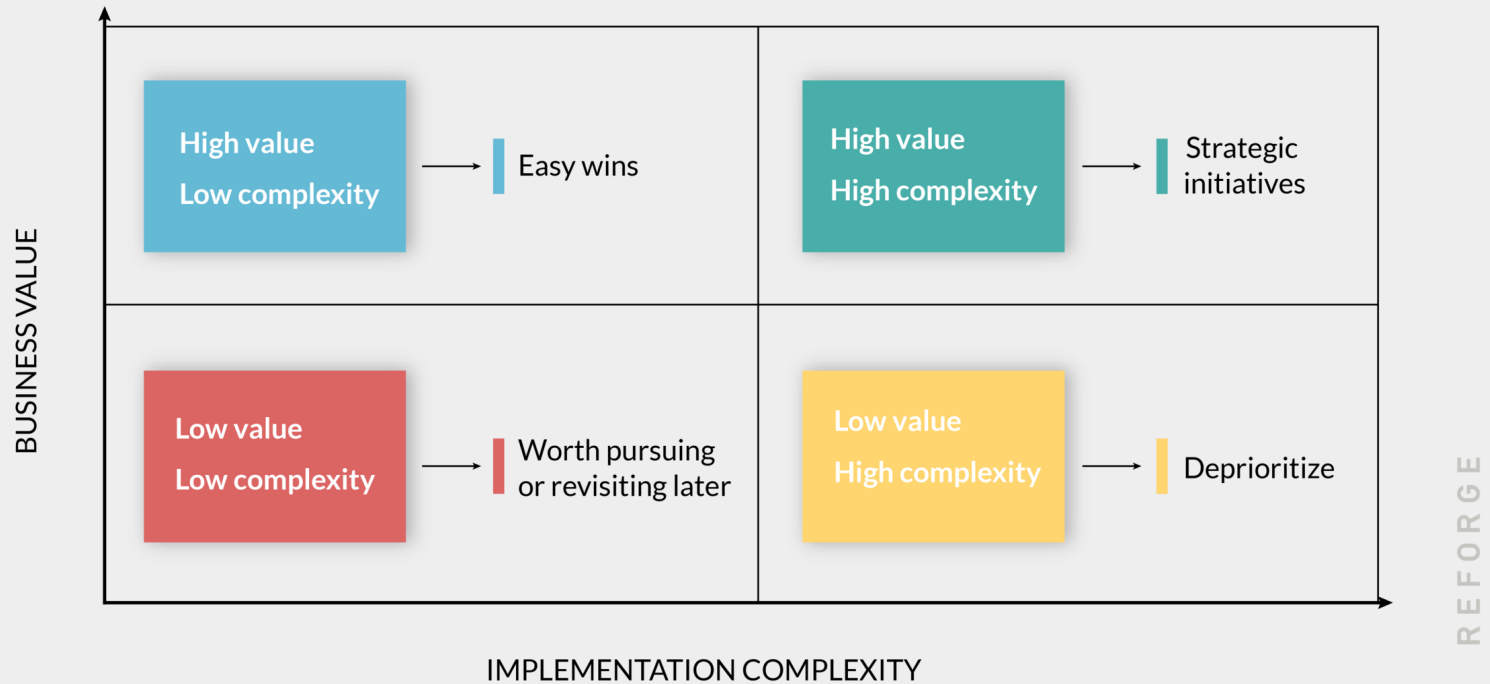 BUSINESS VALUE
High value
Low complexity
Easy wins
High value
High complexity
Strategic
initiatives
Low value
Low complexity
Worth pursuing
or revisiting later
Low value
High complexity
Deprioritize
IMPLEMENTATION COMPLEXITY
REFORGE